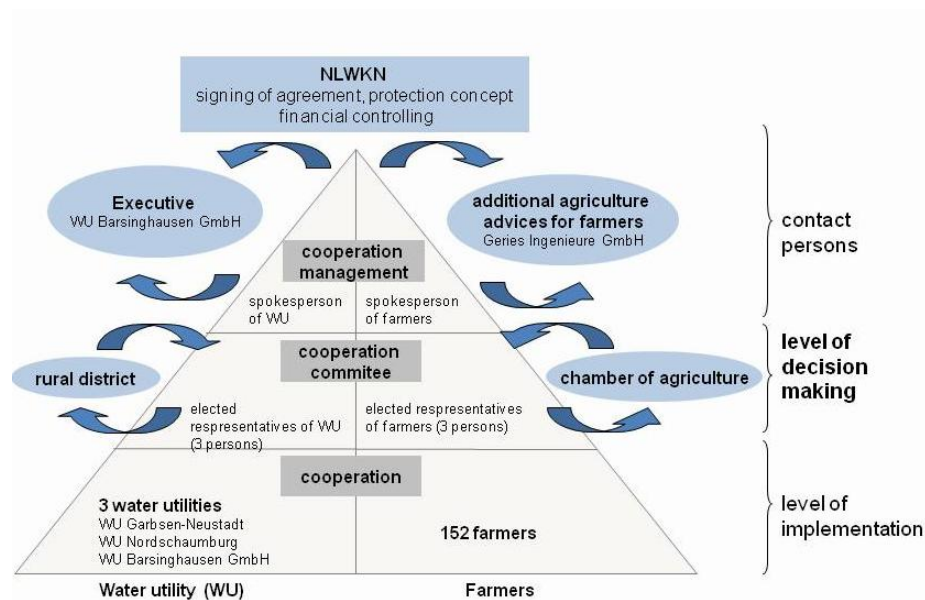 NLWKN
signing of agreement, protection concept
financial controlling
Executive
WU Barsinghausen GmbH
additional agriculture
advices for farmers
Geries Ingenieure GmbH
contact
persons
cooperation
management
spokesperson
of WU
spokesperson
of farmers
rural district
cooperation
commitee
chamber of agriculture
level of
decision
making
elected
respresentatives of WU
(3 persons)
elected respresentatives
of farmers (3 persons)
cooperation
3 water utilities
WU Garbsen-Neustadt
WU Nordschaumburg
WU Barsinghausen GmbH
152 farmers
level of
implementation
Water utility (WU)
Farmers